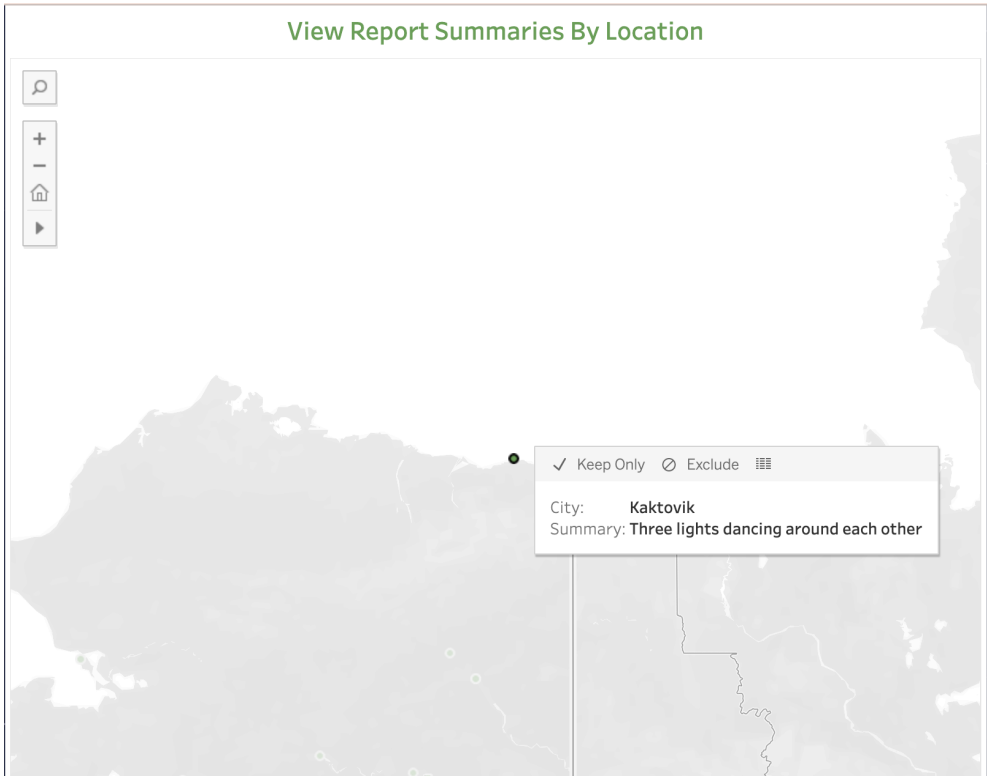 View Report Summaries By Location
Keep Only Exclude
City: Kaktovik
Summary: Three lights dancing around each other